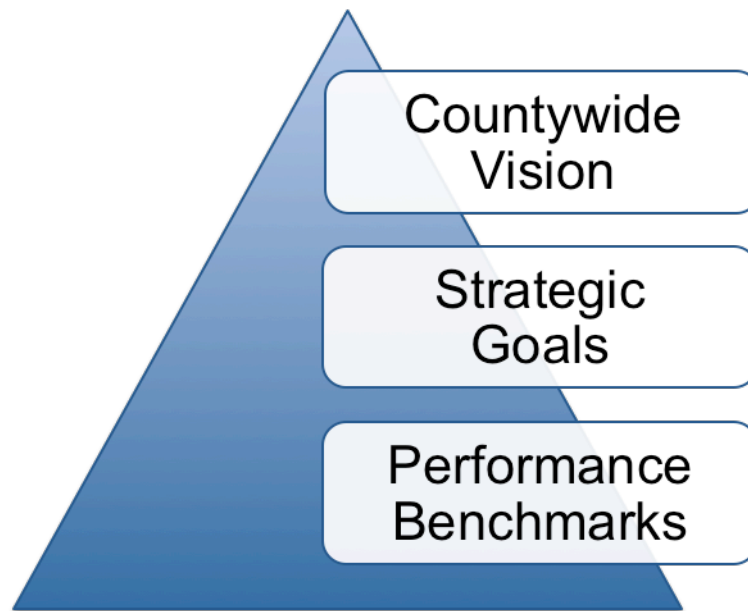 Countywide
Vision
Strategic
Goals
Performance
Benchmarks